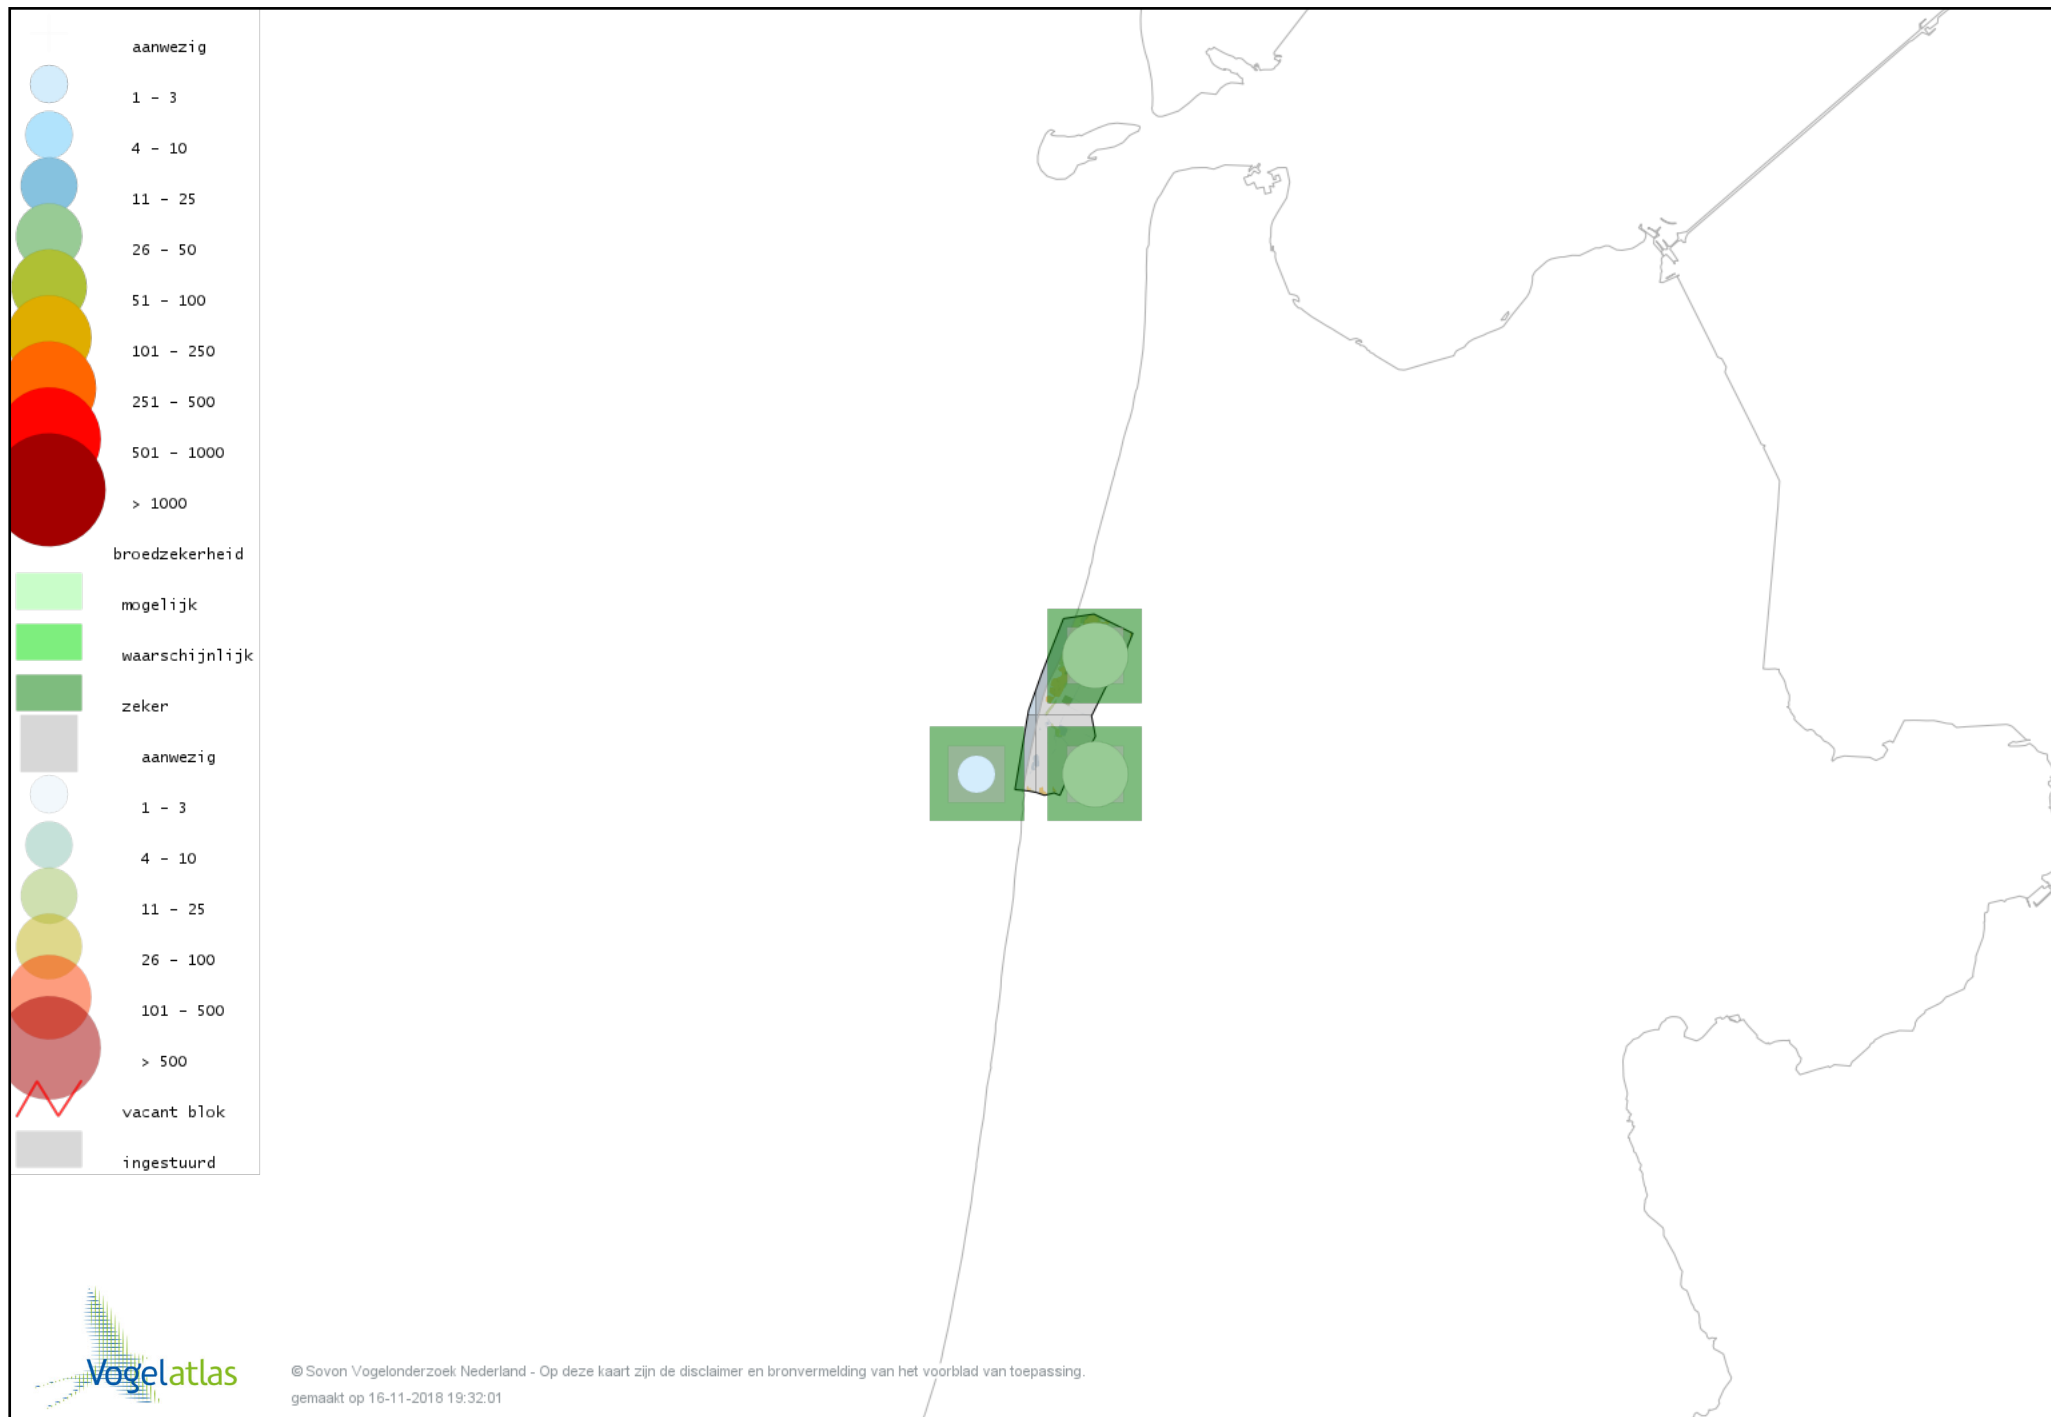 aanwezig
1 - 3
4 - 10
11 - 25
26 - 50
51 - 100
101 - 250
251 - 500
501 - 1000
> 1000
broedzekerheid
mogelijk
waarschijnlijk
zeker
aanwezig
1 - 3
4 - 10
11 - 25
26 - 100
101 - 500
> 500
vacant blok
ingestuurd
Vogelatlas
© Sovon Vogelonderzoek Nederland - Op deze kaart zijn de disclaimer en bronvermelding van het voorblad van toepassing.
gemaakt op 16-11-2018 19:32:01